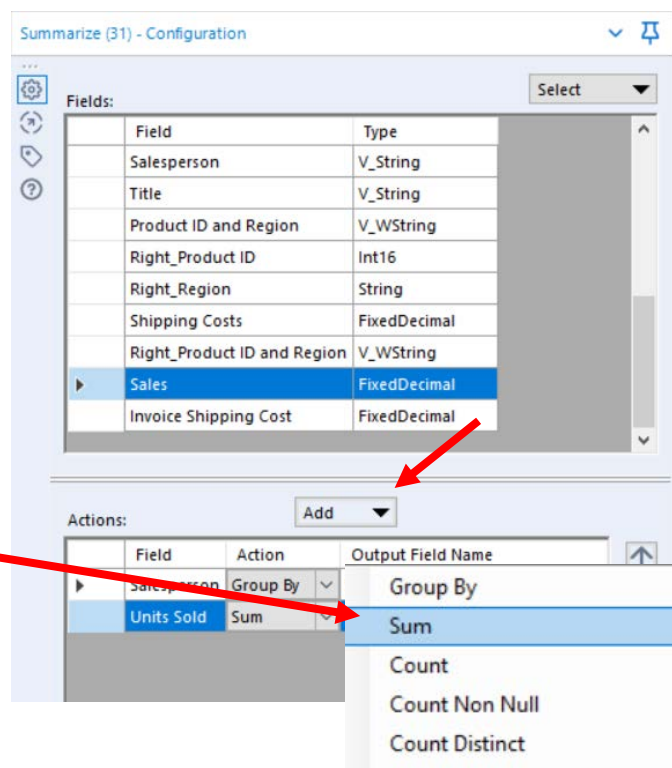 Summarize (31) - Configuration
Select
Fields:
Field Type
Salesperson V_String
Title V_String
Product ID and Region V_WString
Right_Product ID Int16
Right_Region String
Shipping Costs FixedDecimal
Right_Product ID and Region V_WString
Sales FixedDecimal
Invoice Shipping Cost FixedDecimal
Add
Actions:
Field Action Output Field Name
Salesperson Group By
Units Sold Sum
Group By
Sum
Count
Count Non Null
Count Distinct